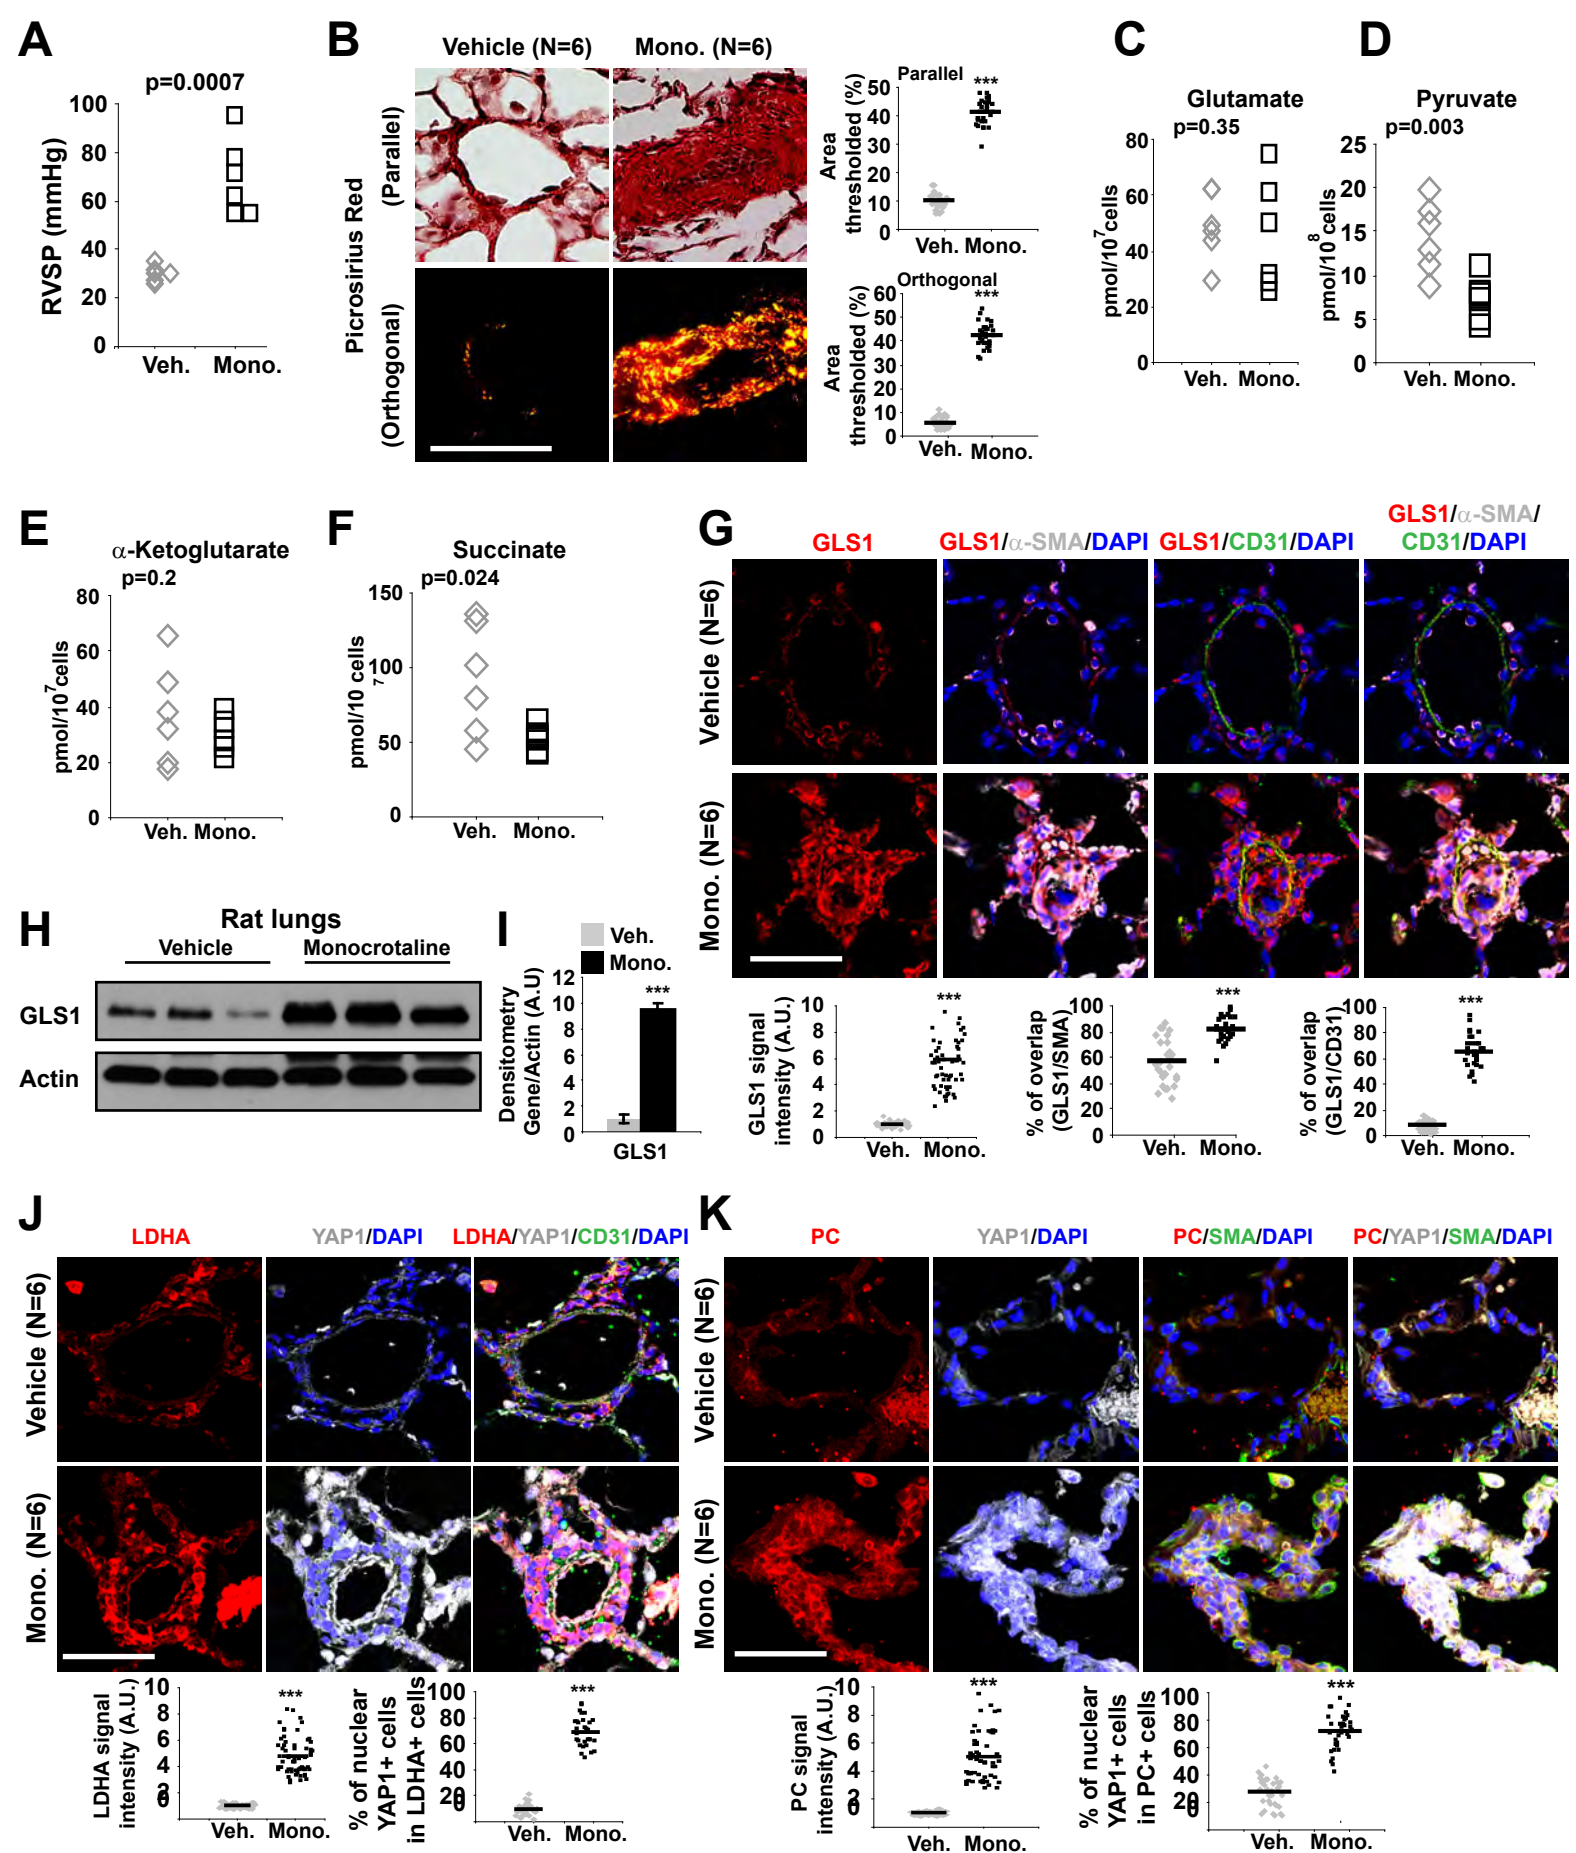 A
p=0.0007
RVSP (mmHg)
100
80
60
40
20
0
Veh. Mono.
B
Vehicle (N=6) Mono. (N=6)
Picrosirius Red
(Parallel)
(Orthogonal)
Parallel
***
Area
thresholded (%)
50
40
30
20
10
0
Veh. Mono.
Orthogonal
***
Area
thresholded (%)
60
50
40
30
20
10
0
Veh. Mono.
C
Glutamate
p=0.35
pmol/10⁷cells
80
60
40
20
0
Veh. Mono.
D
Pyruvate
p=0.003
pmol/10⁸ cells
25
20
15
10
5
0
Veh. Mono.
E
α-Ketoglutarate
p=0.2
pmol/10⁷cells
80
60
40
20
0
Veh. Mono.
F
Succinate
p=0.024
pmol/10⁷ cells
150
100
50
0
Veh. Mono.
G
GLS1
GLS1/α-SMA/DAPI
GLS1/CD31/DAPI
GLS1/α-SMA/
CD31/DAPI
Vehicle (N=6)
Mono. (N=6)
GLS1 signal
intensity (A.U.)
10
8
6
4
2
0
***
Veh. Mono.
% of overlap
(GLS1/SMA)
100
80
60
40
20
0
***
Veh. Mono.
% of overlap
(GLS1/CD31)
100
80
60
40
20
0
***
Veh. Mono.
H
Rat lungs
Vehicle Monocrotaline
GLS1
Actin
I
Veh.
Mono.
Densitometry
Gene/Actin (A.U)
12
10
8
6
4
2
0
***
GLS1
J
LDHA
YAP1/DAPI
LDHA/YAP1/CD31/DAPI
Vehicle (N=6)
Mono. (N=6)
LDHA signal
intensity (A.U.)
10
8
6
4
2
0
***
Veh. Mono.
% of nuclear
YAP1+ cells
in LDHA+ cells
100
80
60
40
20
0
***
Veh. Mono.
K
PC
YAP1/DAPI
PC/SMA/DAPI
PC/YAP1/SMA/DAPI
Vehicle (N=6)
Mono. (N=6)
PC signal
intensity (A.U.)
10
8
6
4
2
0
***
Veh. Mono.
% of nuclear
YAP1+ cells
in PC+ cells
100
80
60
40
20
0
***
Veh. Mono.